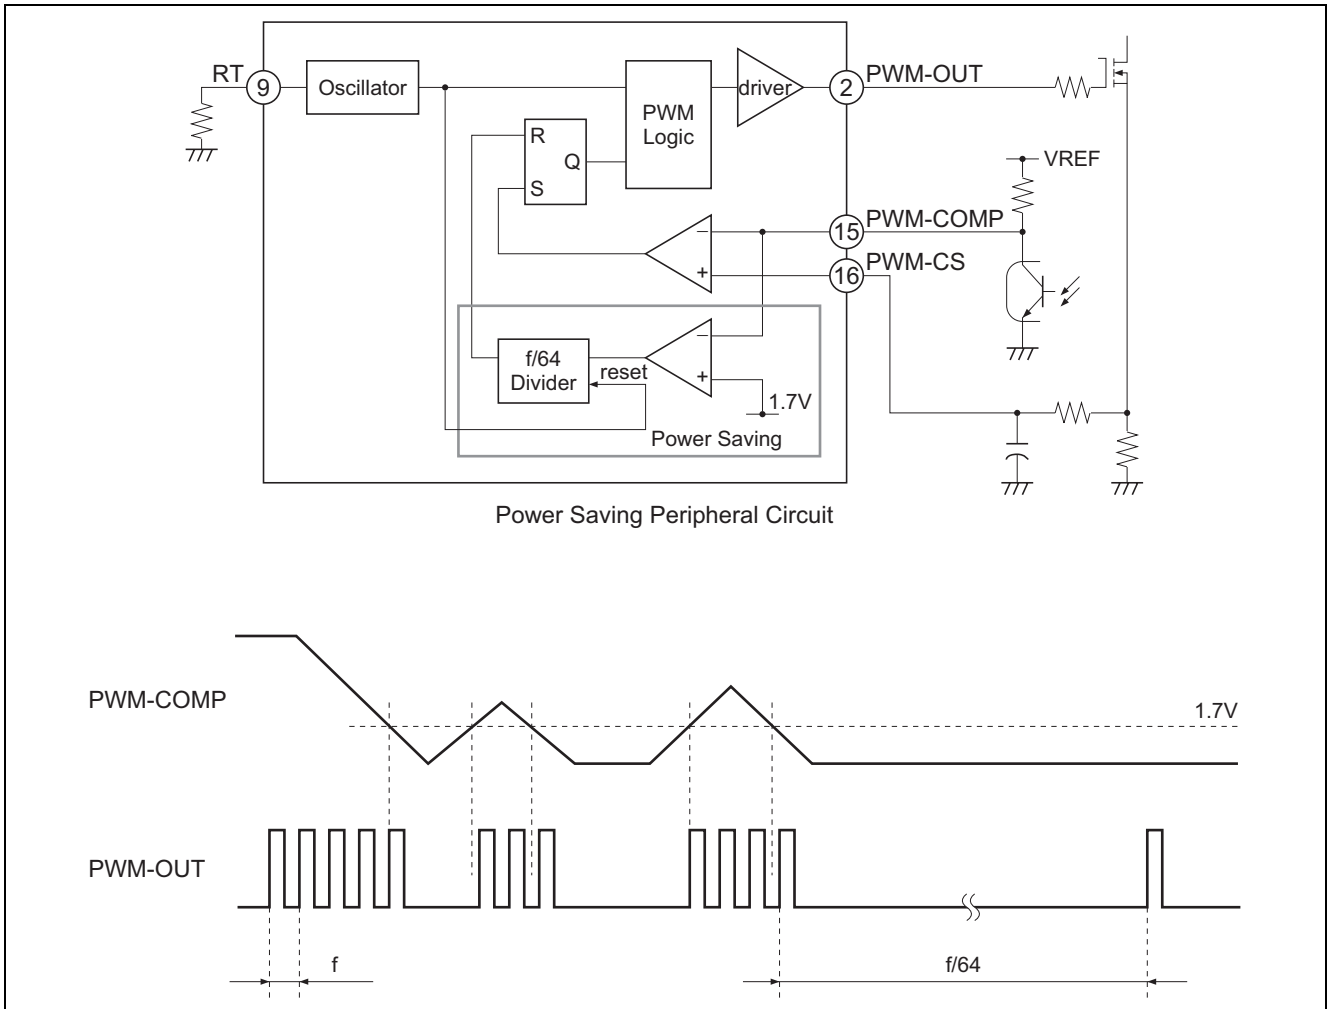 RT
9
Oscillator
PWM
Logic
driver
2
PWM-OUT
R
Q
S
VREF
15
PWM-COMP
16
PWM-CS
−
+
f/64
Divider
reset
−
+
1.7V
Power Saving
Power Saving Peripheral Circuit
PWM-COMP
1.7V
PWM-OUT
f
f/64